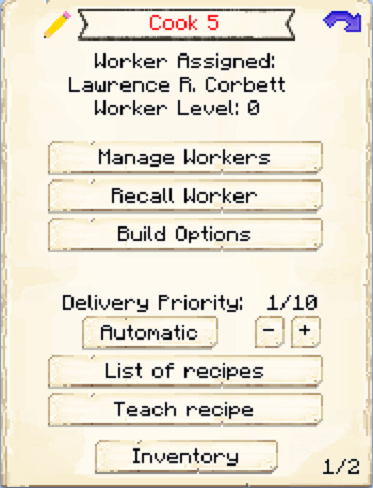 Cook 5
Worker Assigned:
Lawrence R. Corbett
Worker Level: 0
Manage Workers
Recall Worker
Build Options
Delivery Priority: 1/10
Automatic - +
List of recipes
Teach recipe
Inventory
1/2